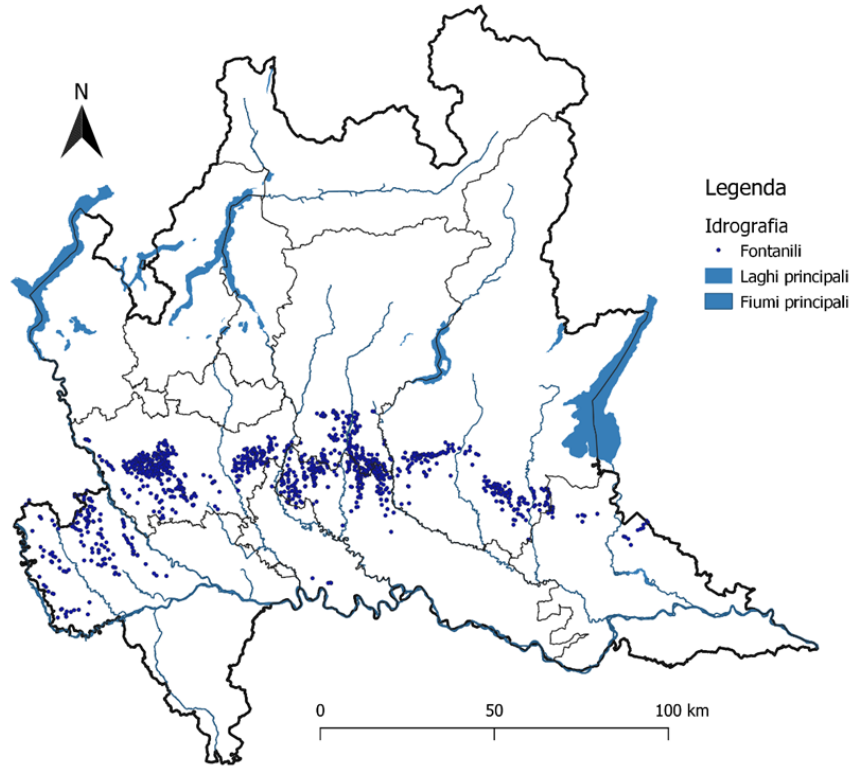 N
Legenda
Idrografia
Fontanili
Laghi principali
Fiumi principali
0 50 100 km